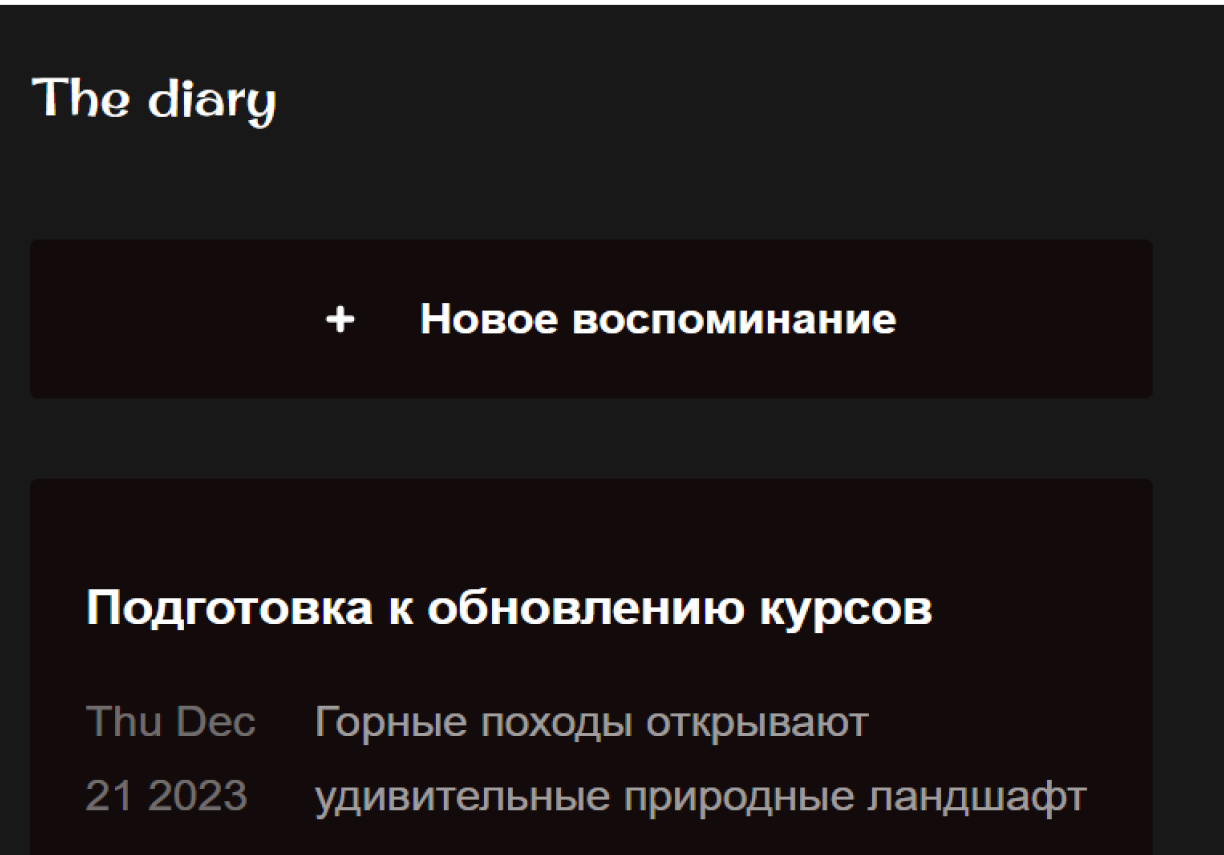 The diary
+ Новое воспоминание
Подготовка к обновлению курсов
Thu Dec
21 2023
Горные походы открывают
удивительные природные ландшафт